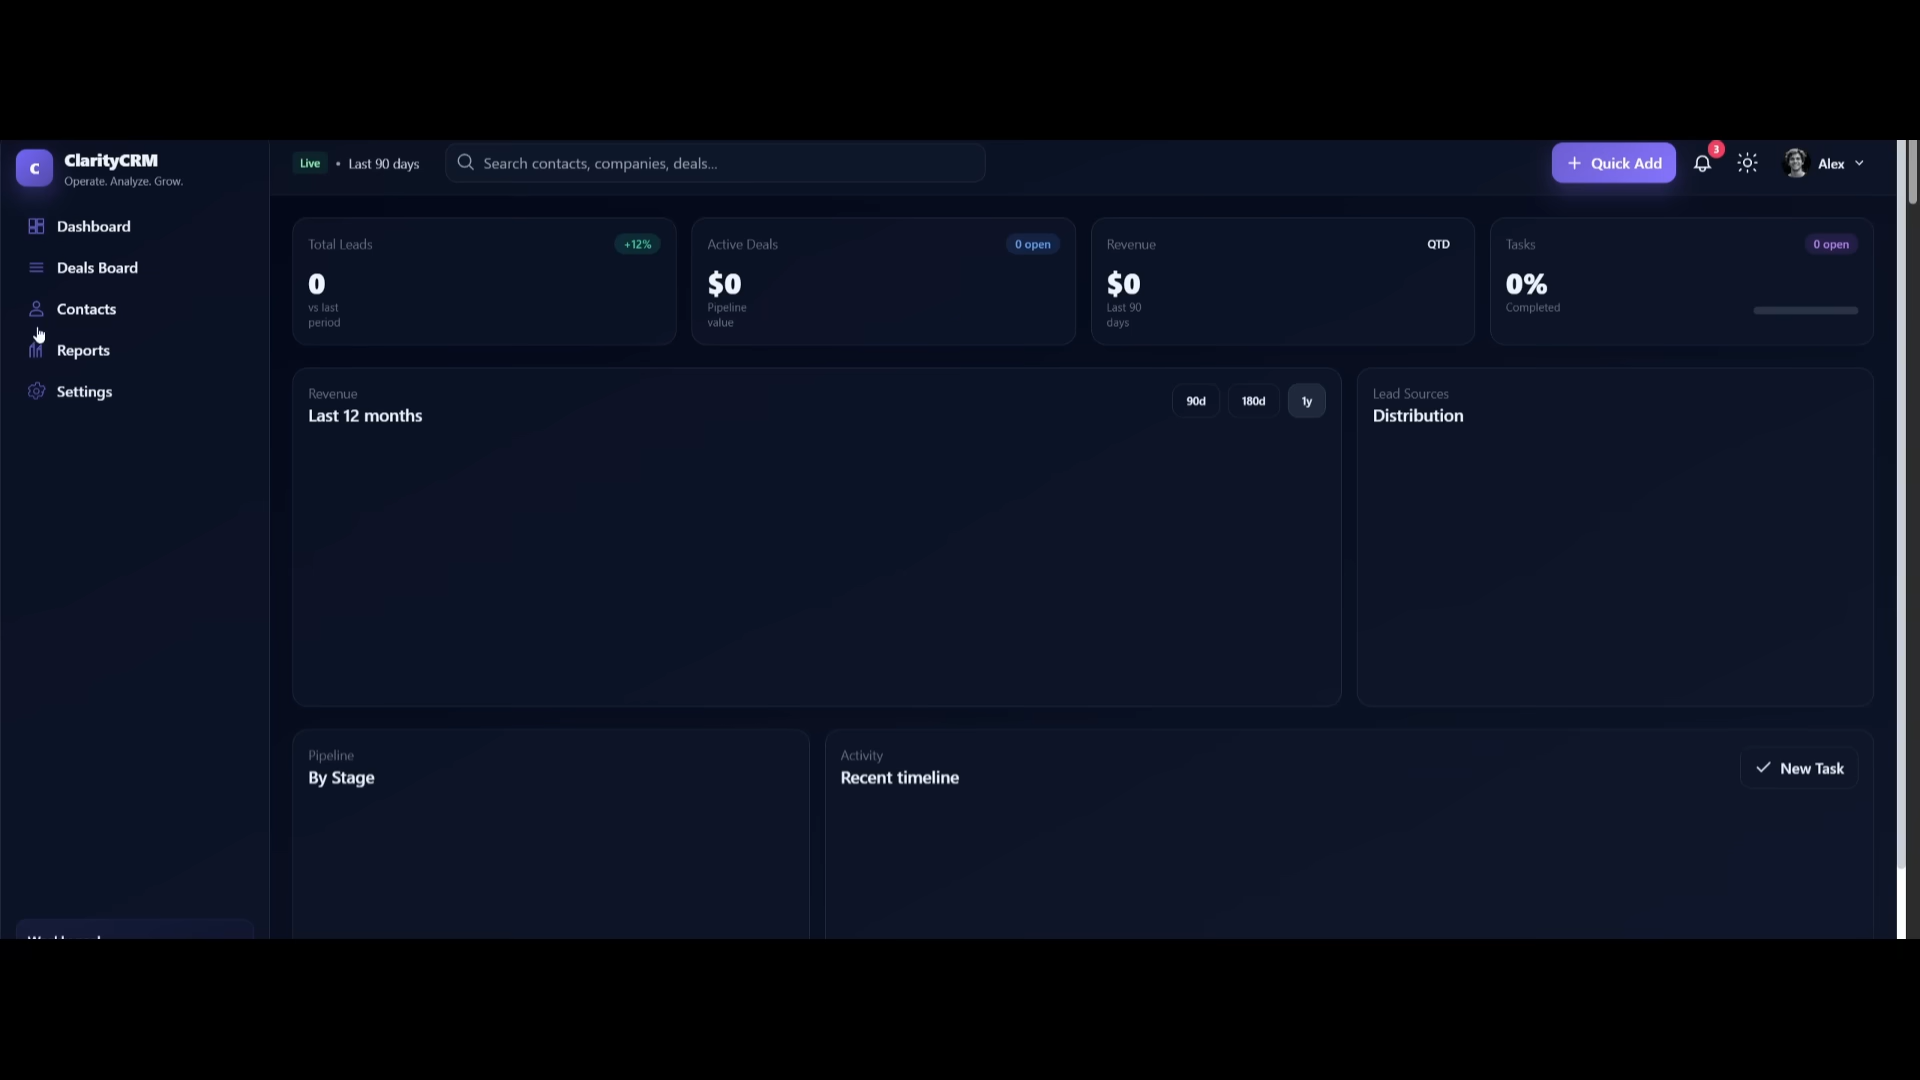 C
ClarityCRM
Operate. Analyze. Grow.
Dashboard
Deals Board
Contacts
Reports
Settings
Live • Last 90 days
Search contacts, companies, deals...
+ Quick Add
3
Alex
Total Leads
+12%
0
vs last
period
Active Deals
0 open
$0
Pipeline
value
Revenue
QTD
$0
Last 90
days
Tasks
0 open
0%
Completed
Revenue
Last 12 months
90d
180d
1y
Lead Sources
Distribution
Pipeline
By Stage
Activity
Recent timeline
New Task